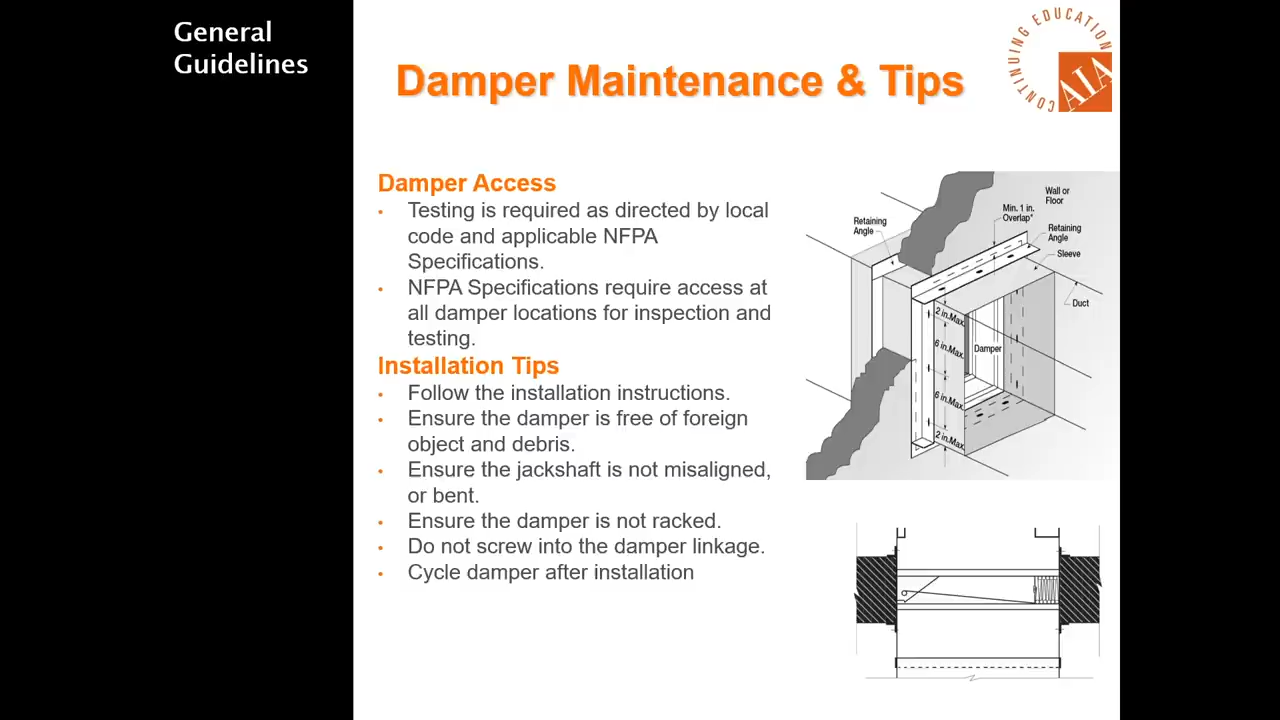 General
Guidelines
Damper Maintenance & Tips
CONTINUING EDUCATION
AIA
Damper Access
• Testing is required as directed by local
code and applicable NFPA
Specifications.
• NFPA Specifications require access at
all damper locations for inspection and
testing.
Installation Tips
• Follow the installation instructions.
• Ensure the damper is free of foreign
object and debris.
• Ensure the jackshaft is not misaligned,
or bent.
• Ensure the damper is not racked.
• Do not screw into the damper linkage.
• Cycle damper after installation
Wall or
Floor
Min. 1 in.
Overlap*
Retaining
Angle
Retaining
Angle
Sleeve
Duct
2 in.Max.
6 in.Max.
Damper
6 in.Max.
2 in.Max.